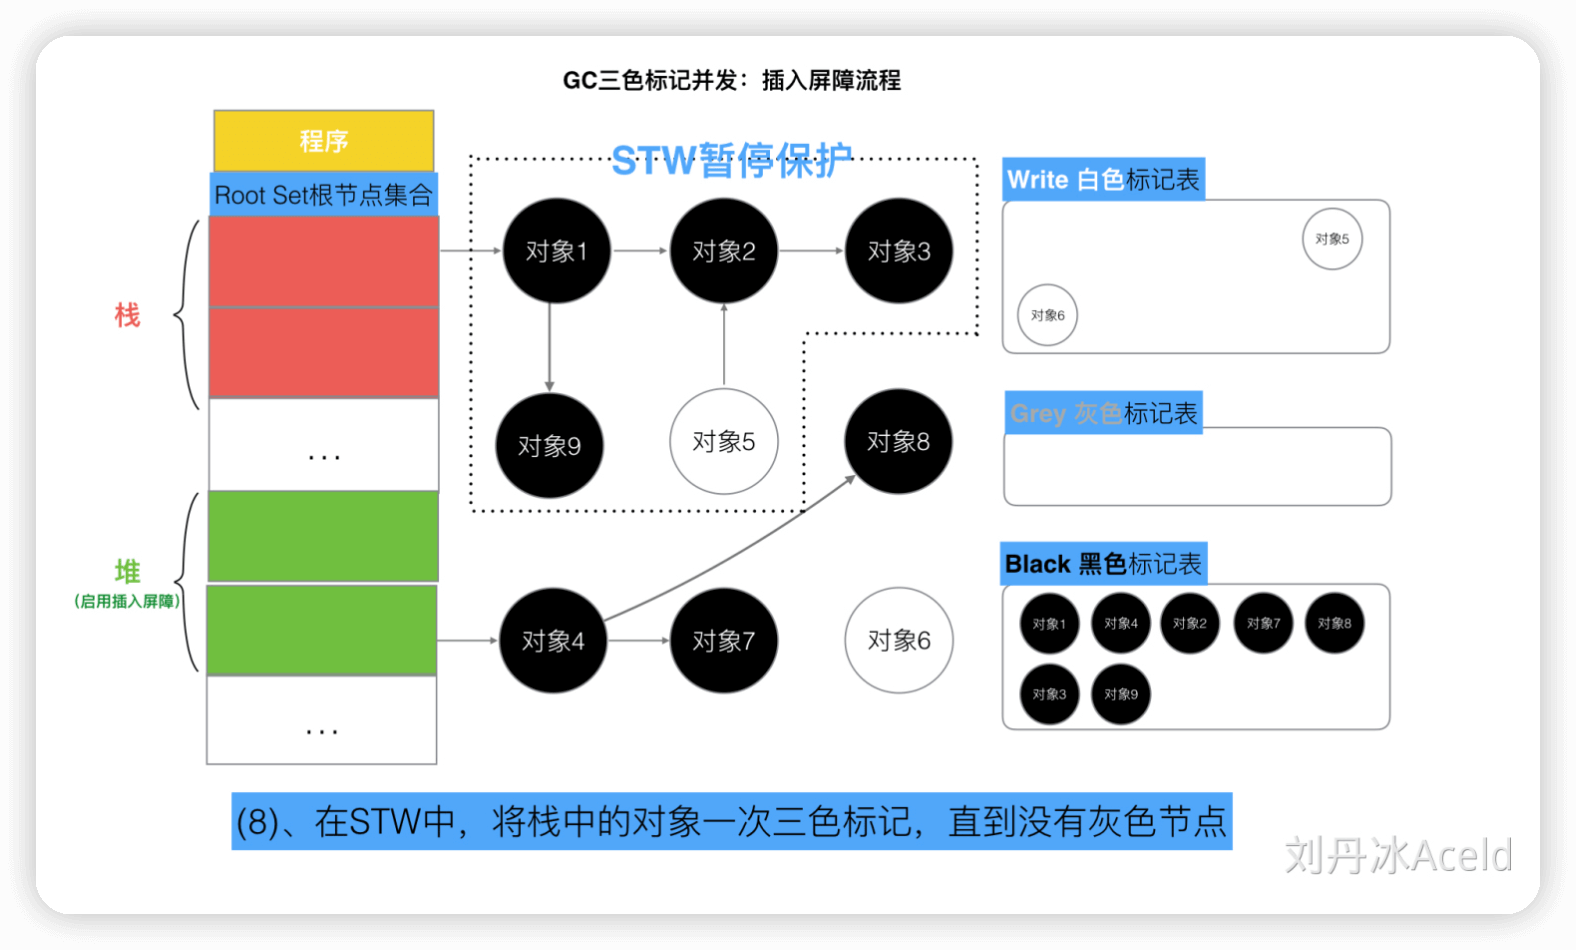 GC三色标记并发：插入屏障流程
程序
STW暂停保护
Root Set根节点集合
Write 白色标记表
对象1
对象2
对象3
对象5
栈
对象6
Grey 灰色标记表
对象9
对象5
对象8
...
堆
（启用插入屏障）
Black 黑色标记表
对象1
对象4
对象2
对象7
对象8
对象4
对象7
对象6
对象3
对象9
...
(8)、在STW中，将栈中的对象一次三色标记，直到没有灰色节点
刘丹冰Aceld